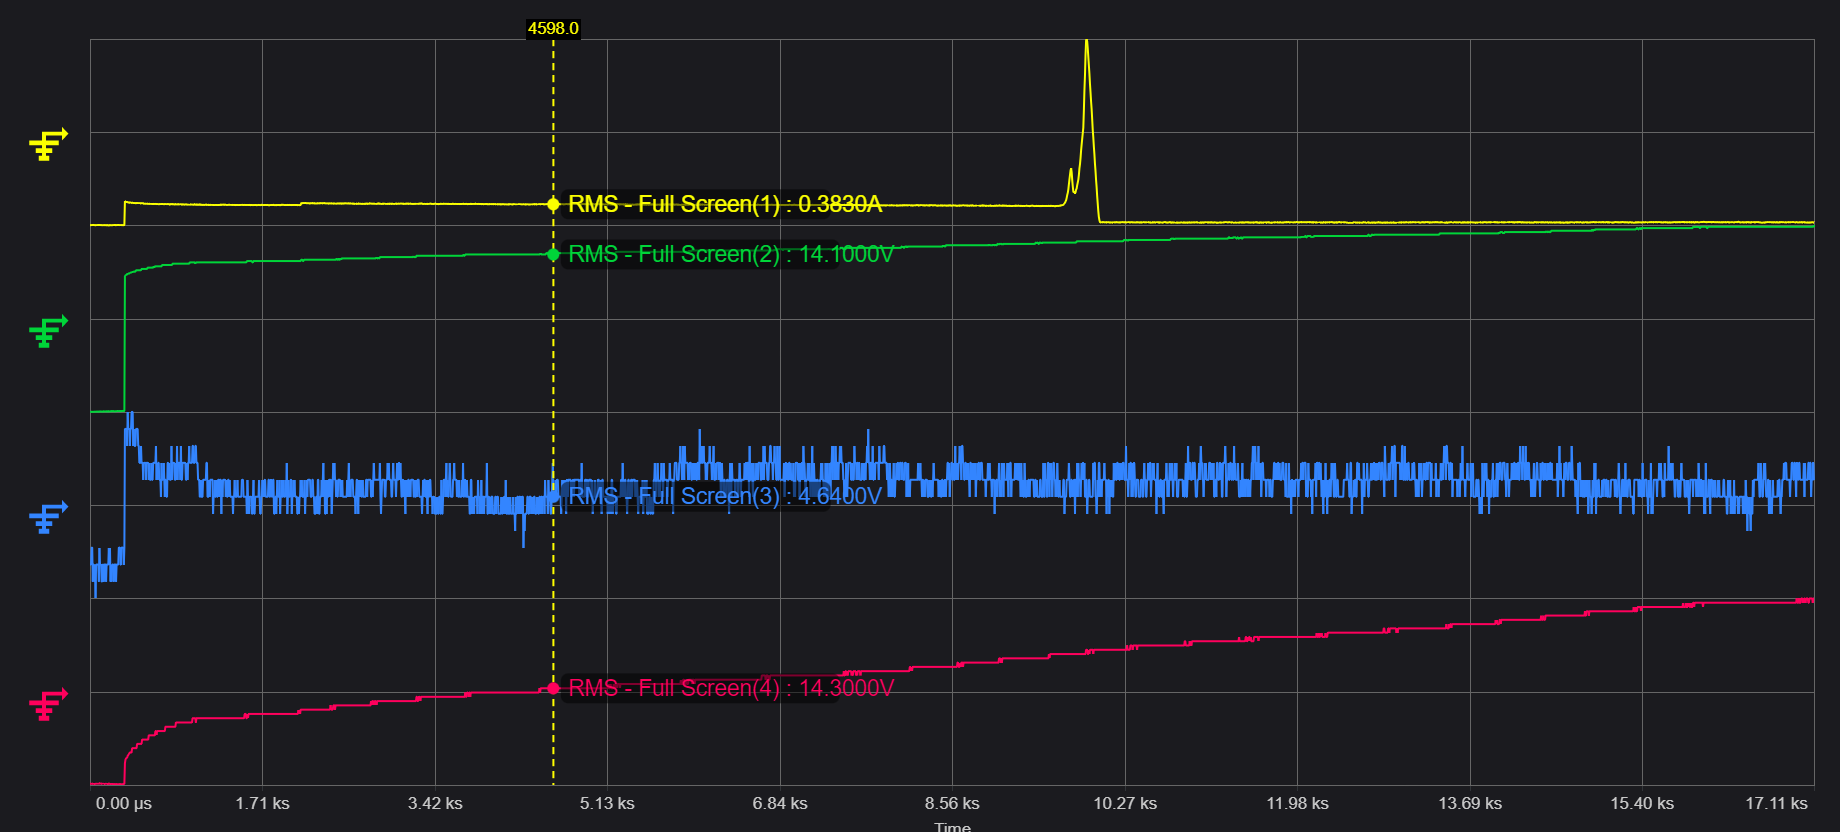 4598.0
RMS - Full Screen(1) : 0.3830A
RMS - Full Screen(2) : 14.1000V
RMS - Full Screen(3) : 4.6400V
RMS - Full Screen(4) : 14.3000V
0.00 µs 1.71 ks 3.42 ks 5.13 ks 6.84 ks 8.56 ks 10.27 ks 11.98 ks 13.69 ks 15.40 ks 17.11 ks
Time